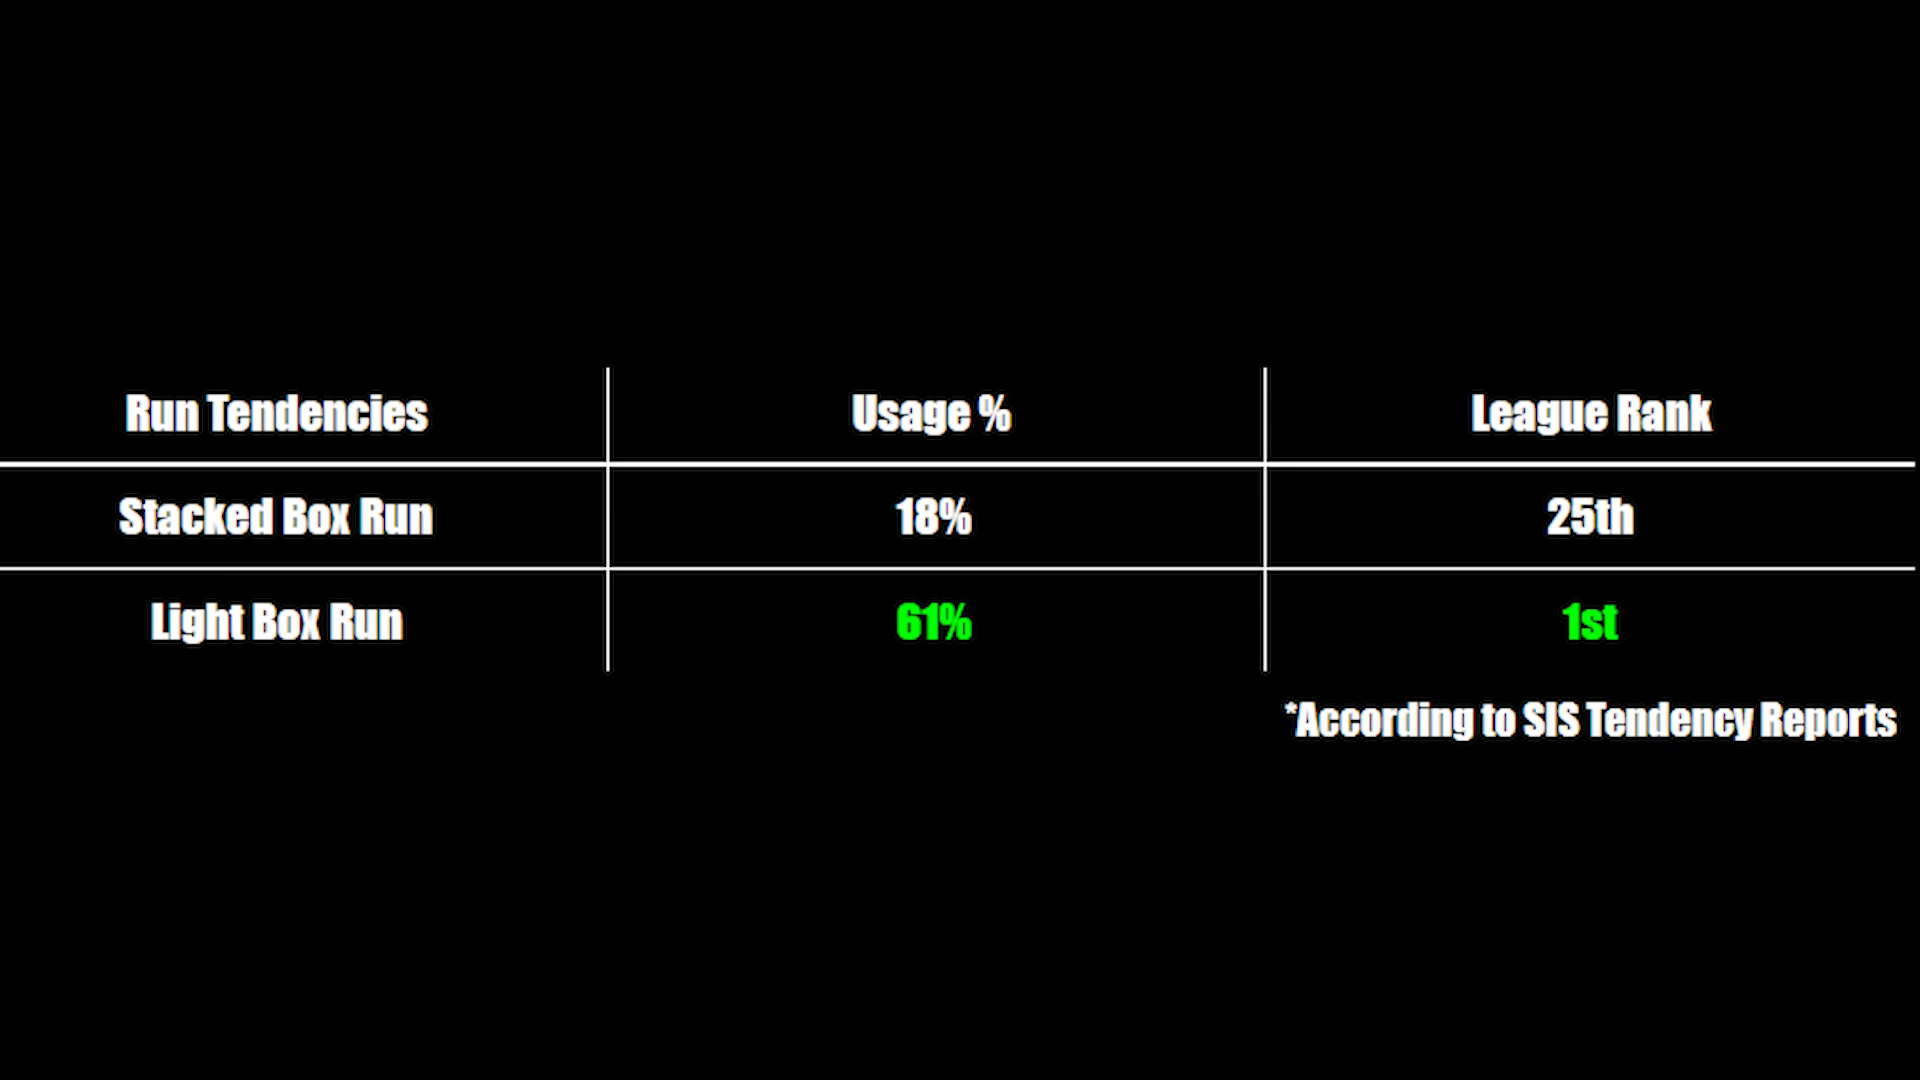 Run Tendencies Usage % League Rank
Stacked Box Run 18% 25th
Light Box Run 61% 1st
*According to SIS Tendency Reports